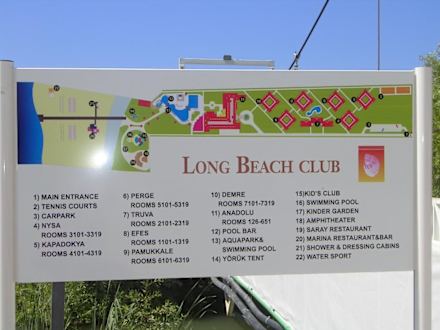 LONG BEACH CLUB
1) MAIN ENTRANCE
2) TENNIS COURTS
3) CARPARK
4) NYSA
ROOMS 3101-3319
5) KAPADOKYA
ROOMS 4101-4319
6) PERGE
ROOMS 5101-5319
7) TRUVA
ROOMS 2101-2319
8) EFES
ROOMS 1101-1319
9) PAMUKKALE
ROOMS 6101-6319
10) DEMRE
ROOMS 7101-7319
11) ANADOLU
ROOMS 126-651
12) POOL BAR
13) AQUAPARK&
SWIMMING POOL
14) YÖRÜK TENT
15)KID'S CLUB
16) SWIMMING POOL
17) KINDER GARDEN
18) AMPHITEATER
19) SARAY RESTAURANT
20) MARINA RESTAURANT&BAR
21) SHOWER & DRESSING CABINS
22) WATER SPORT